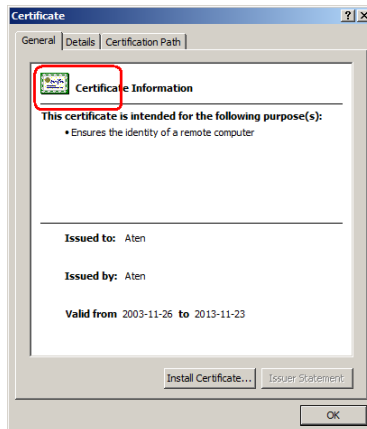 Certificate
General Details Certification Path
Certificate Information
This certificate is intended for the following purpose(s):
• Ensures the identity of a remote computer
Issued to: Aten
Issued by: Aten
Valid from 2003-11-26 to 2013-11-23
Install Certificate... Issuer Statement
OK